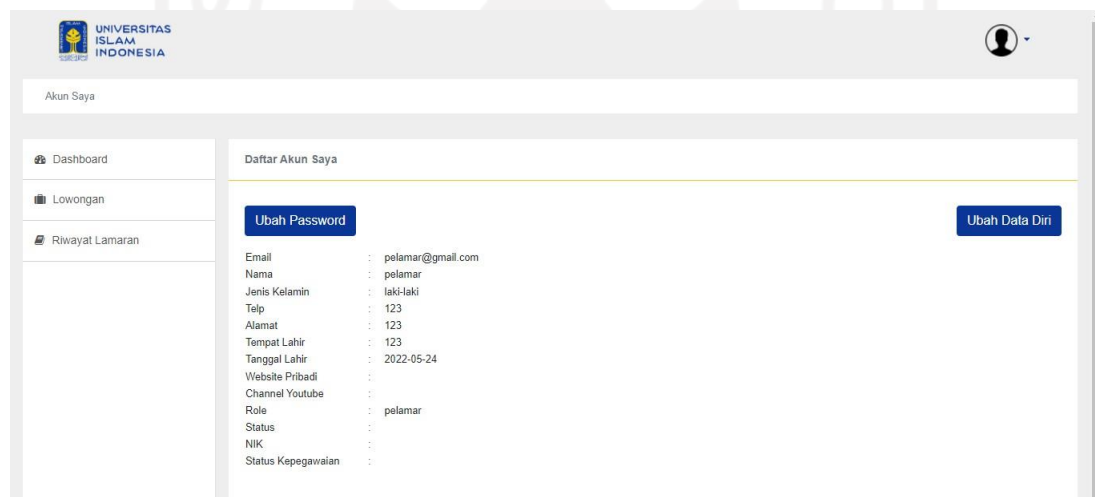 UNIVERSITAS
ISLAM
INDONESIA
Akun Saya
Dashboard
Lowongan
Riwayat Lamaran
Daftar Akun Saya
Ubah Password
Ubah Data Diri
Email : pelamar@gmail.com
Nama : pelamar
Jenis Kelamin : laki-laki
Telp : 123
Alamat : 123
Tempat Lahir : 123
Tanggal Lahir : 2022-05-24
Website Pribadi :
Channel Youtube :
Role : pelamar
Status :
NIK :
Status Kepegawaian :